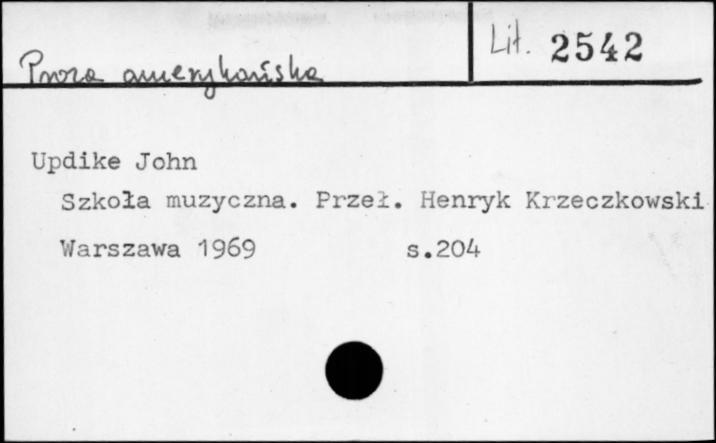 Proza amerykańska
Lit. 2542
Updike John
Szkoła muzyczna. Przeł. Henryk Krzeczkowski
Warszawa 1969 s.204